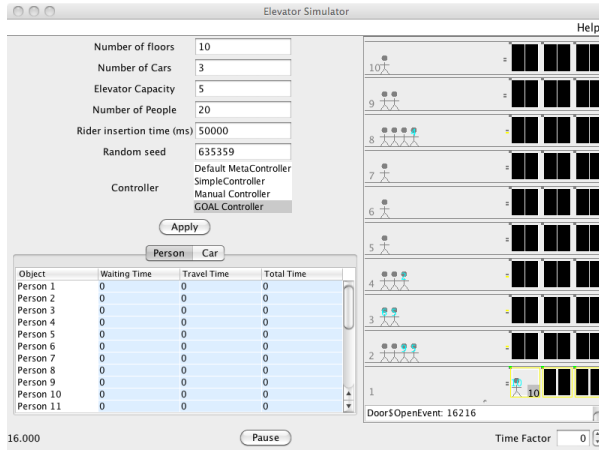 Elevator Simulator
Help
Number of floors 10
Number of Cars 3
Elevator Capacity 5
Number of People 20
Rider insertion time (ms) 50000
Random seed 635359
Controller
Default MetaController
SimpleController
Manual Controller
GOAL Controller
Apply
Person Car
Object Waiting Time Travel Time Total Time
Person 1 0 0 0
Person 2 0 0 0
Person 3 0 0 0
Person 4 0 0 0
Person 5 0 0 0
Person 6 0 0 0
Person 7 0 0 0
Person 8 0 0 0
Person 9 0 0 0
Person 10 0 0 0
Person 11 0 0 0
10
9
8
7
6
5
4
3
2
1 10
Door$OpenEvent: 16216
16.000 Pause Time Factor 0